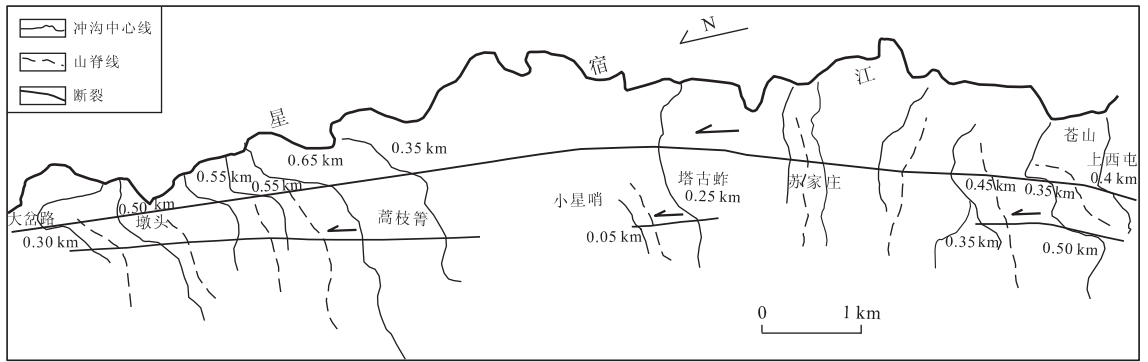 冲沟中心线
山脊线
断裂
N
宿
江
星
苍山
上西屯
0.4 km
0.35 km
0.65 km
0.55 km
0.55 km
0.50 km
大岔路
墩头
0.30 km
蒿枝箐
小星哨
0.05 km
塔古蚱
0.25 km
苏家庄
0.45 km
0.35 km
0.35 km
0.50 km
0 1 km